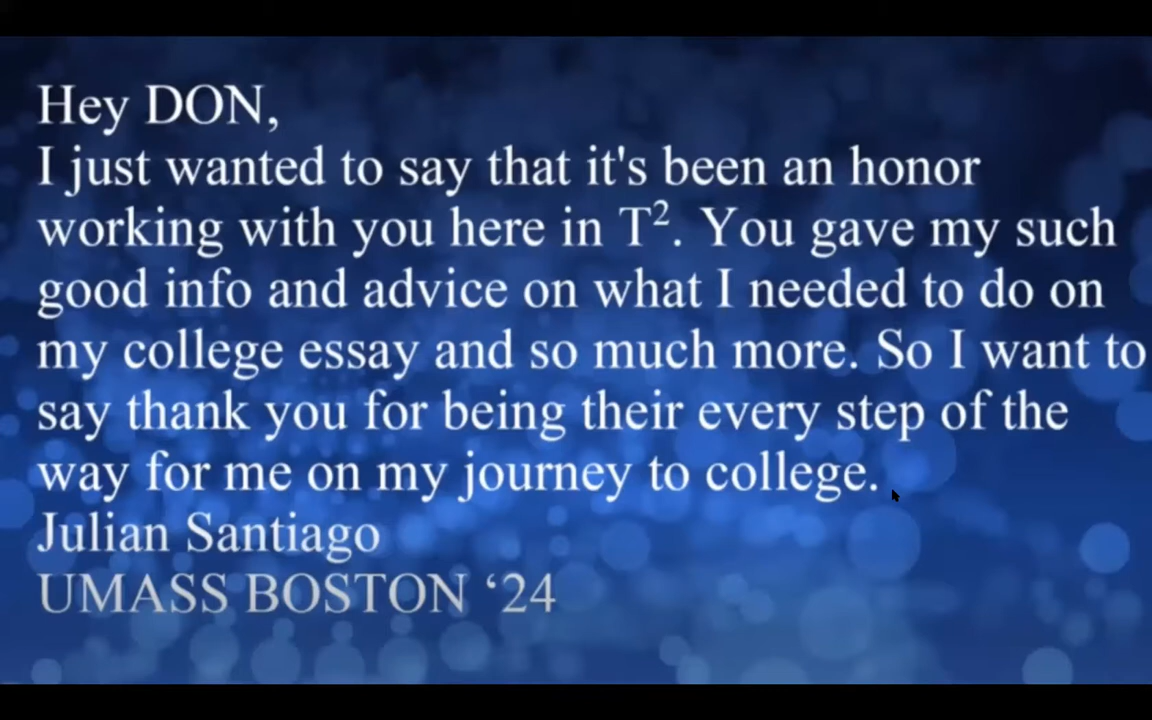 Hey DON,
I just wanted to say that it's been an honor
working with you here in T². You gave my such
good info and advice on what I needed to do on
my college essay and so much more. So I want to
say thank you for being their every step of the
way for me on my journey to college.
Julian Santiago
UMASS BOSTON ‘24